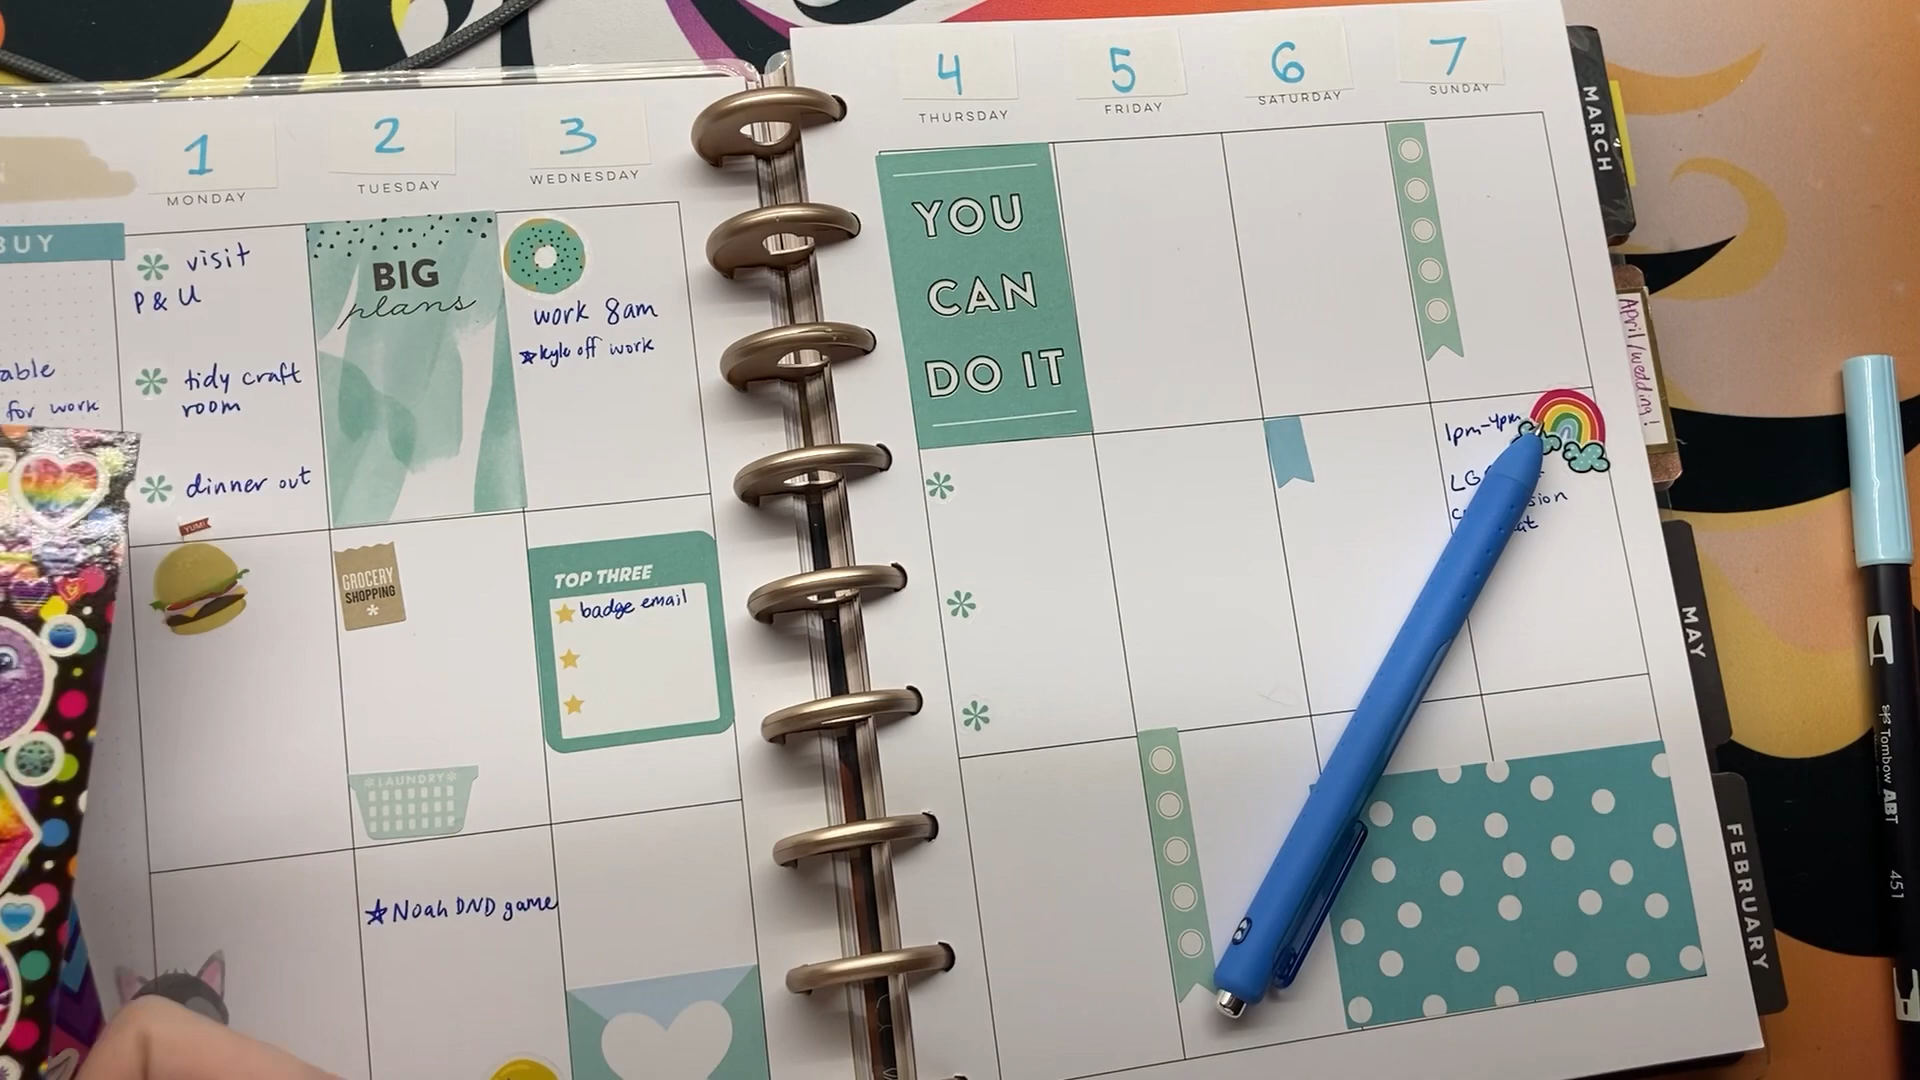 1
MONDAY
2
TUESDAY
3
WEDNESDAY
4
THURSDAY
5
FRIDAY
6
SATURDAY
7
SUNDAY
BUY
able
for work
visit
P & U
tidy craft
room
dinner out
YUM!
BIG
plans
GROCERY
SHOPPING
LAUNDRY
Noah DND game
work 8am
kyle off work
TOP THREE
badge email
YOU
CAN
DO IT
1pm-4pm
MARCH
April/wedding!
MAY
FEBRUARY
Tombow ABT
451